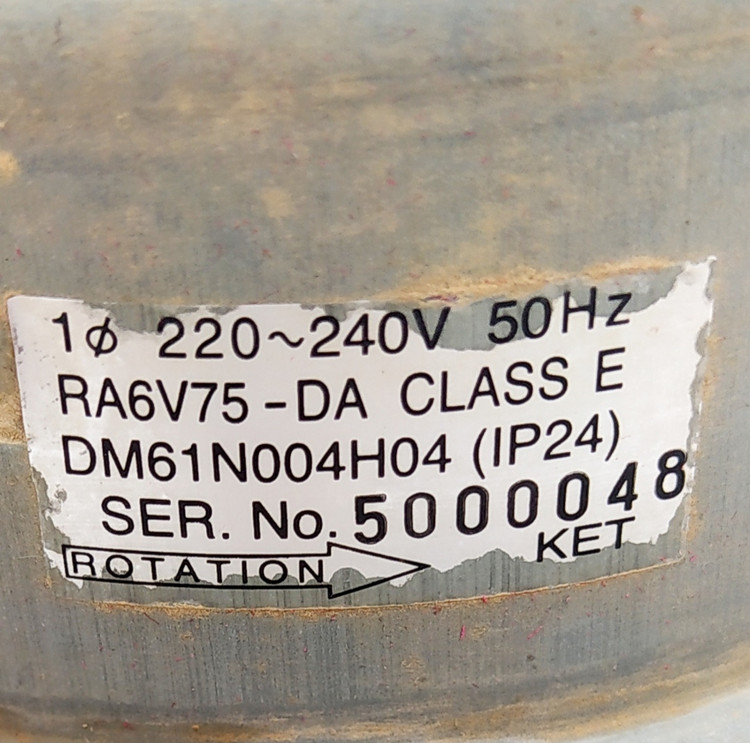 1ϕ 220~240V 50Hz
RA6V75-DA CLASS E
DM61N004H04 (IP24)
SER. No. 5000048
KET
ROTATION